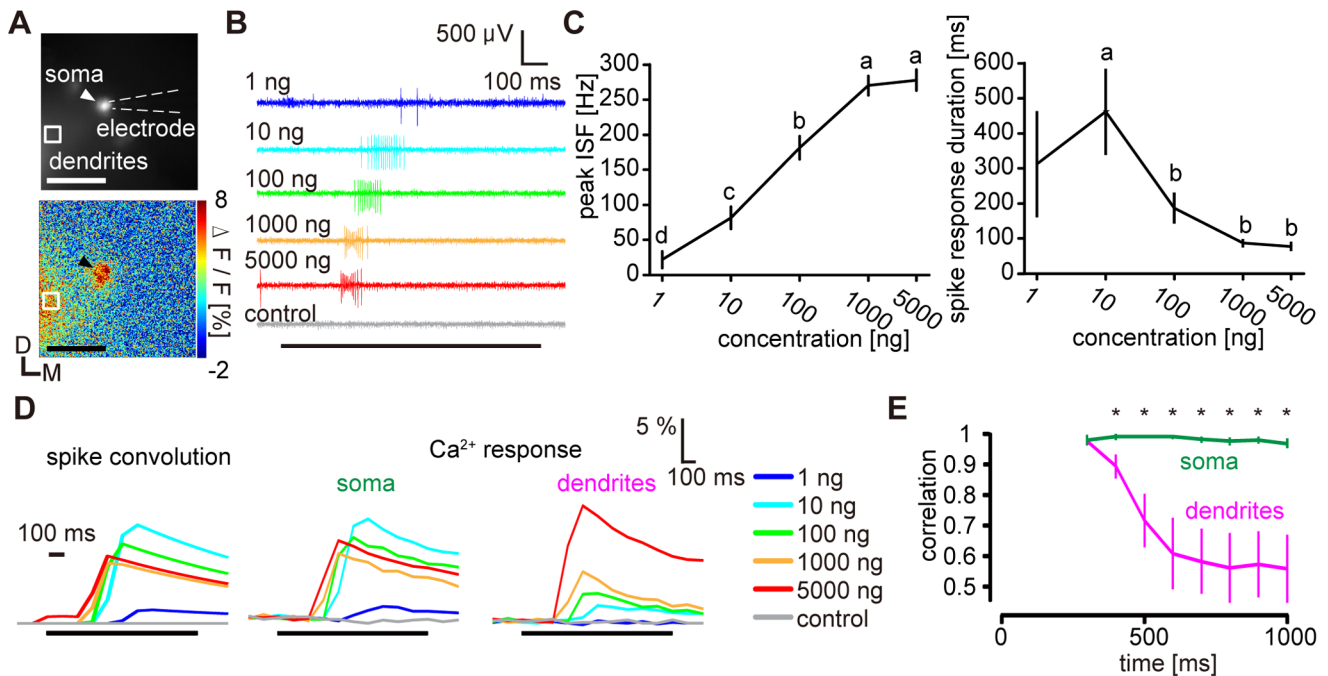 A
soma
electrode
dendrites
8
Δ F / F [%]
-2
D
M
B
500 µV
100 ms
1 ng
10 ng
100 ng
1000 ng
5000 ng
control
C
peak ISF [Hz]
300
250
200
150
100
50
0
d
c
b
a
a
1
10
100
1000
5000
concentration [ng]
spike response duration [ms]
600
500
400
300
200
100
0
a
b
b
b
1
10
100
1000
5000
concentration [ng]
D
spike convolution
100 ms
Ca²⁺ response
soma
dendrites
5 %
100 ms
1 ng
10 ng
100 ng
1000 ng
5000 ng
control
E
* * * * * * *
correlation
1
0.9
0.8
0.7
0.6
0.5
soma
dendrites
0
500
1000
time [ms]